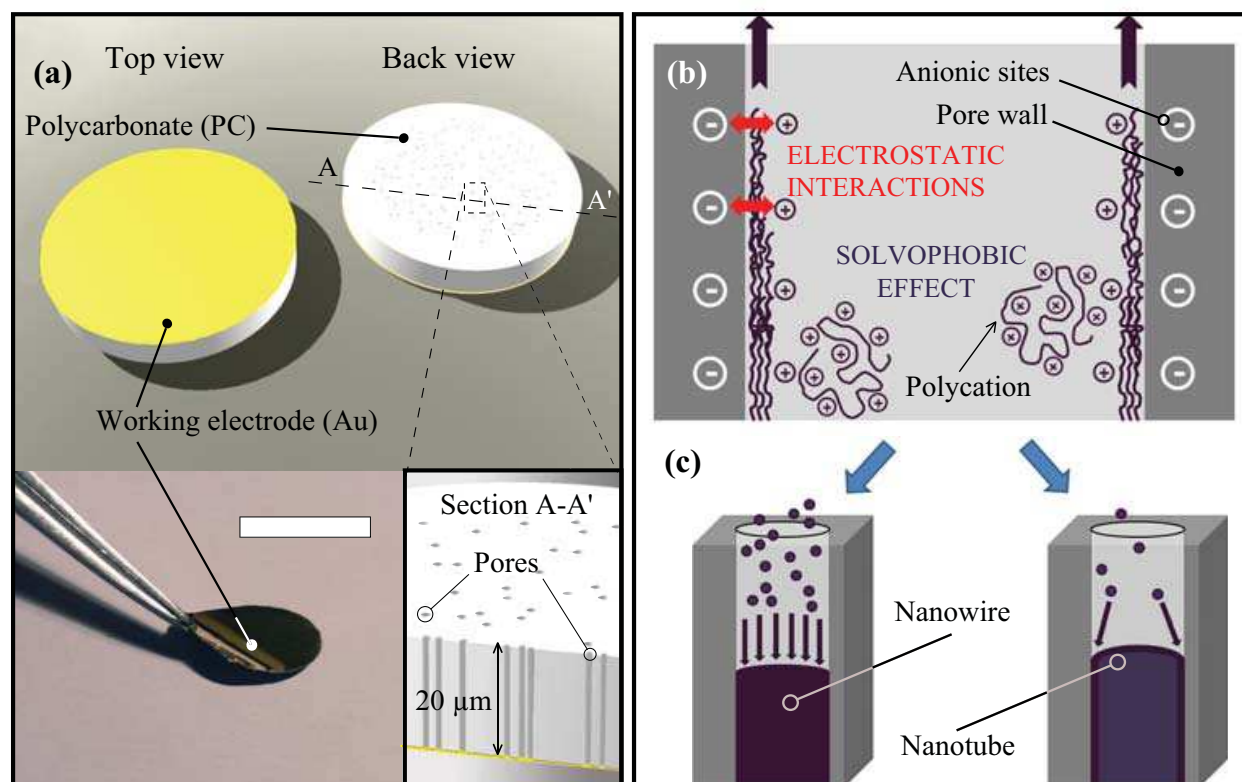 (a)
Top view
Back view
Polycarbonate (PC)
A
A'
Working electrode (Au)
Section A-A'
Pores
20 µm
(b)
Anionic sites
Pore wall
ELECTROSTATIC
INTERACTIONS
SOLVOPHOBIC
EFFECT
Polycation
(c)
Nanowire
Nanotube